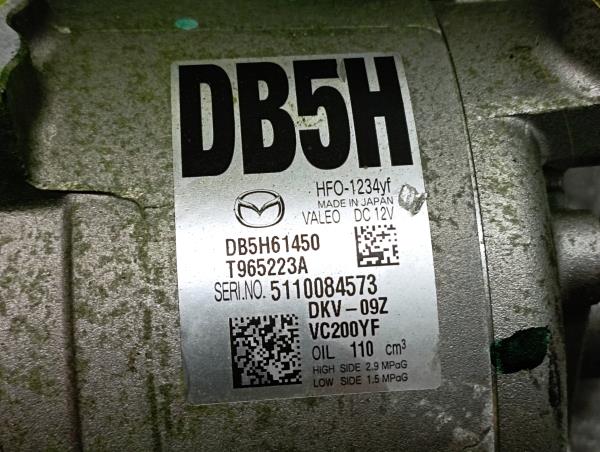 DB5H
HFO-1234yf
MADE IN JAPAN
VALEO DC 12V
DB5H61450
T965223A
SERI.NO. 5110084573
DKV-09Z
VC200YF
OIL 110 cm³
HIGH SIDE 2.9 MPaG
LOW SIDE 1.5 MPaG